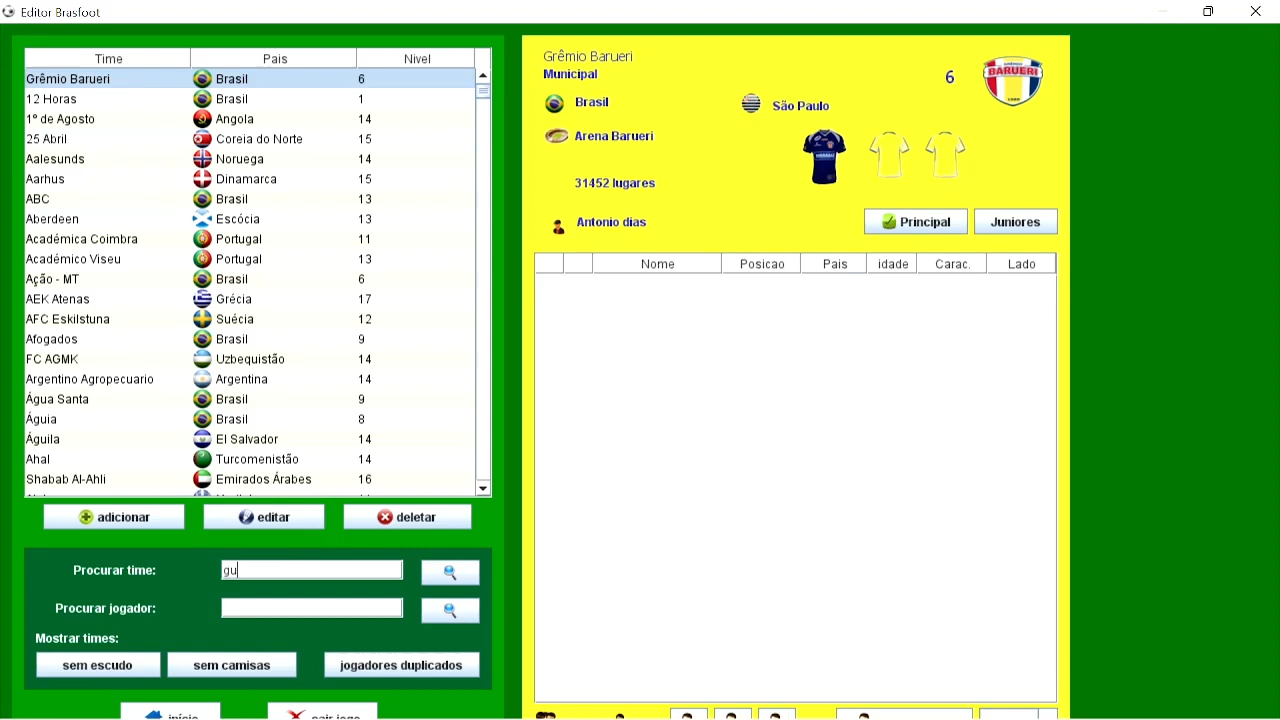 Editor Brasfoot
Time Pais Nivel
Grêmio Barueri Brasil 6
12 Horas Brasil 1
1º de Agosto Angola 14
25 Abril Coreia do Norte 15
Aalesunds Noruega 14
Aarhus Dinamarca 15
ABC Brasil 13
Aberdeen Escócia 13
Académica Coimbra Portugal 11
Académico Viseu Portugal 13
Ação - MT Brasil 6
AEK Atenas Grécia 17
AFC Eskilstuna Suécia 12
Afogados Brasil 9
FC AGMK Uzbequistão 14
Argentino Agropecuario Argentina 14
Água Santa Brasil 9
Águia Brasil 8
Águila El Salvador 14
Ahal Turcomenistão 14
Shabab Al-Ahli Emirados Árabes 16
adicionar editar deletar
Procurar time: gu
Procurar jogador:
Mostrar times:
sem escudo sem camisas jogadores duplicados
início sair jogo
Grêmio Barueri
Municipal
6
BARUERI
Brasil São Paulo
Arena Barueri
31452 lugares
Antonio dias
Principal Juniores
Nome Posicao Pais idade Carac. Lado